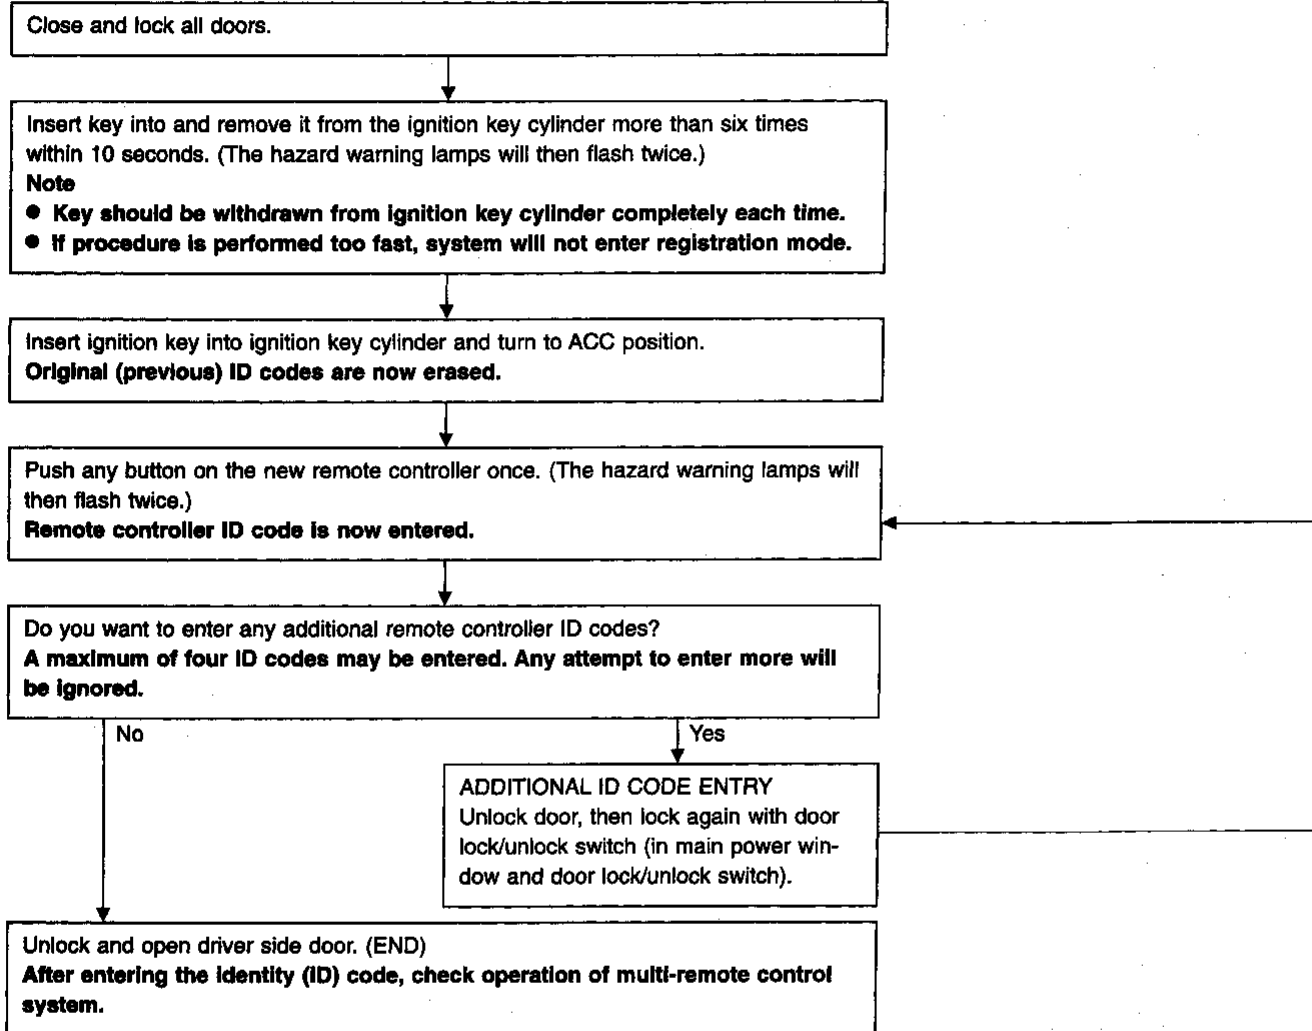 Close and lock all doors.
Insert key into and remove it from the ignition key cylinder more than six times
within 10 seconds. (The hazard warning lamps will then flash twice.)
Note
● Key should be withdrawn from ignition key cylinder completely each time.
● If procedure is performed too fast, system will not enter registration mode.
Insert ignition key into ignition key cylinder and turn to ACC position.
Original (previous) ID codes are now erased.
Push any button on the new remote controller once. (The hazard warning lamps will
then flash twice.)
Remote controller ID code is now entered.
Do you want to enter any additional remote controller ID codes?
A maximum of four ID codes may be entered. Any attempt to enter more will
be ignored.
No
Yes
ADDITIONAL ID CODE ENTRY
Unlock door, then lock again with door
lock/unlock switch (in main power win-
dow and door lock/unlock switch).
Unlock and open driver side door. (END)
After entering the identity (ID) code, check operation of multi-remote control
system.